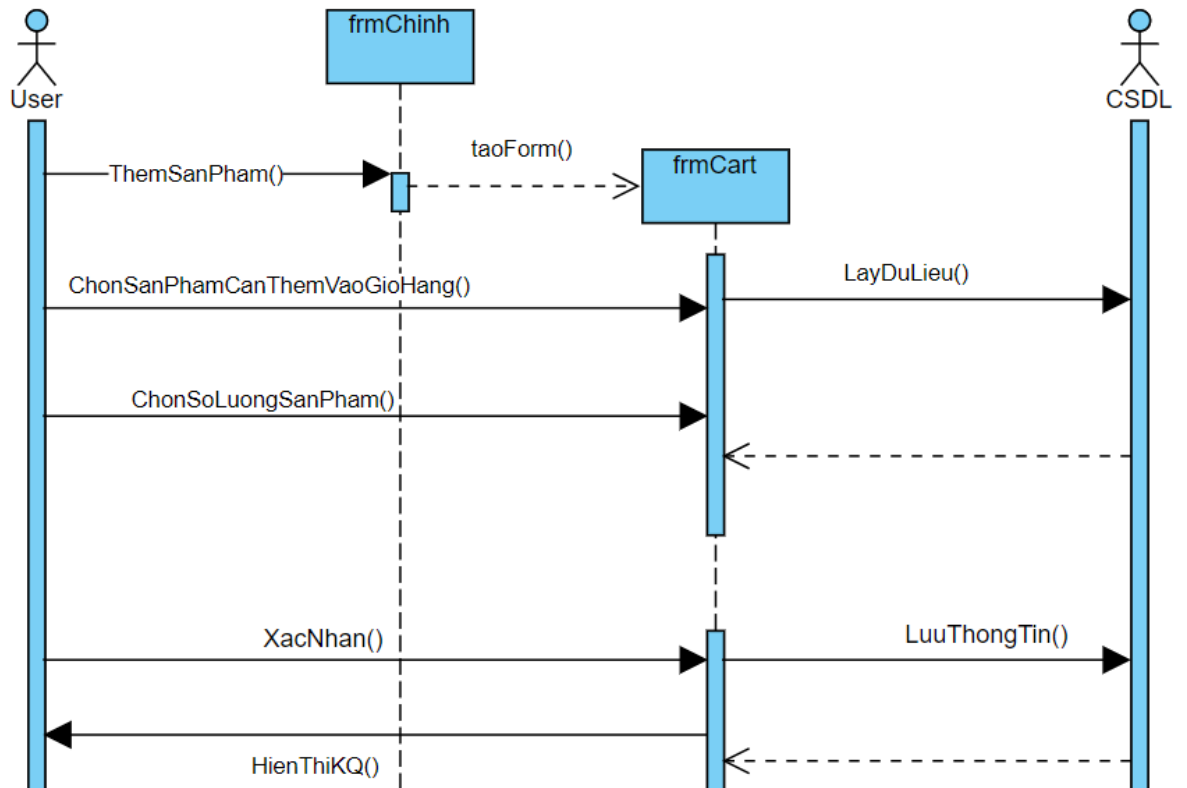 frmChinh
User
CSDL
taoForm()
ThemSanPham()
frmCart
LayDuLieu()
ChonSanPhamCanThemVaoGioHang()
ChonSoLuongSanPham()
XacNhan()
LuuThongTin()
HienThiKQ()